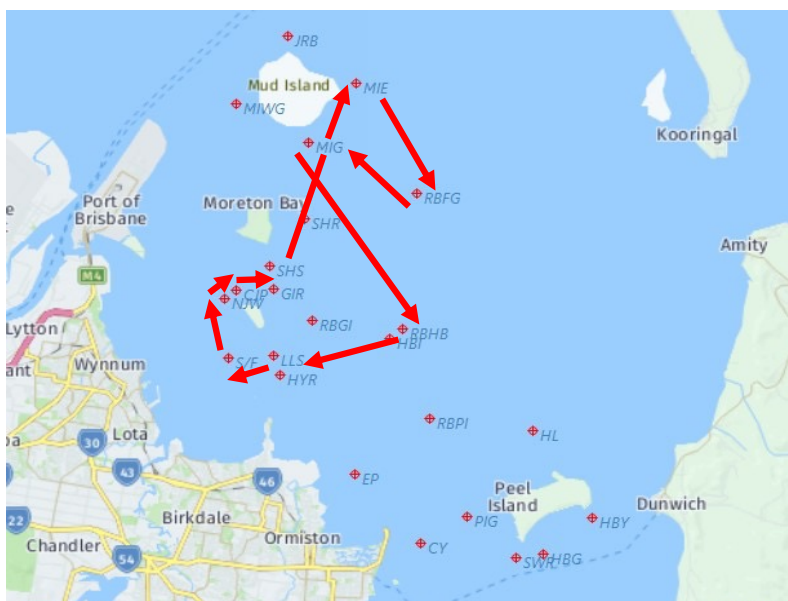 JRB
Mud Island
MIE
MIWG
Kooringal
MIG
Port of
Brisbane
Moreton Bay
RBFG
SHR
Amity
SHS
M4
CJP
GIR
NJW
Lytton
RBGI
RBHB
HBI
Wynnum
S/F
LLS
HYR
RBPI
HL
Lota
30
43
46
EP
Peel
Island
Dunwich
22
Birkdale
PIG
HBY
Ormiston
Chandler
CY
54
SWR
HBG